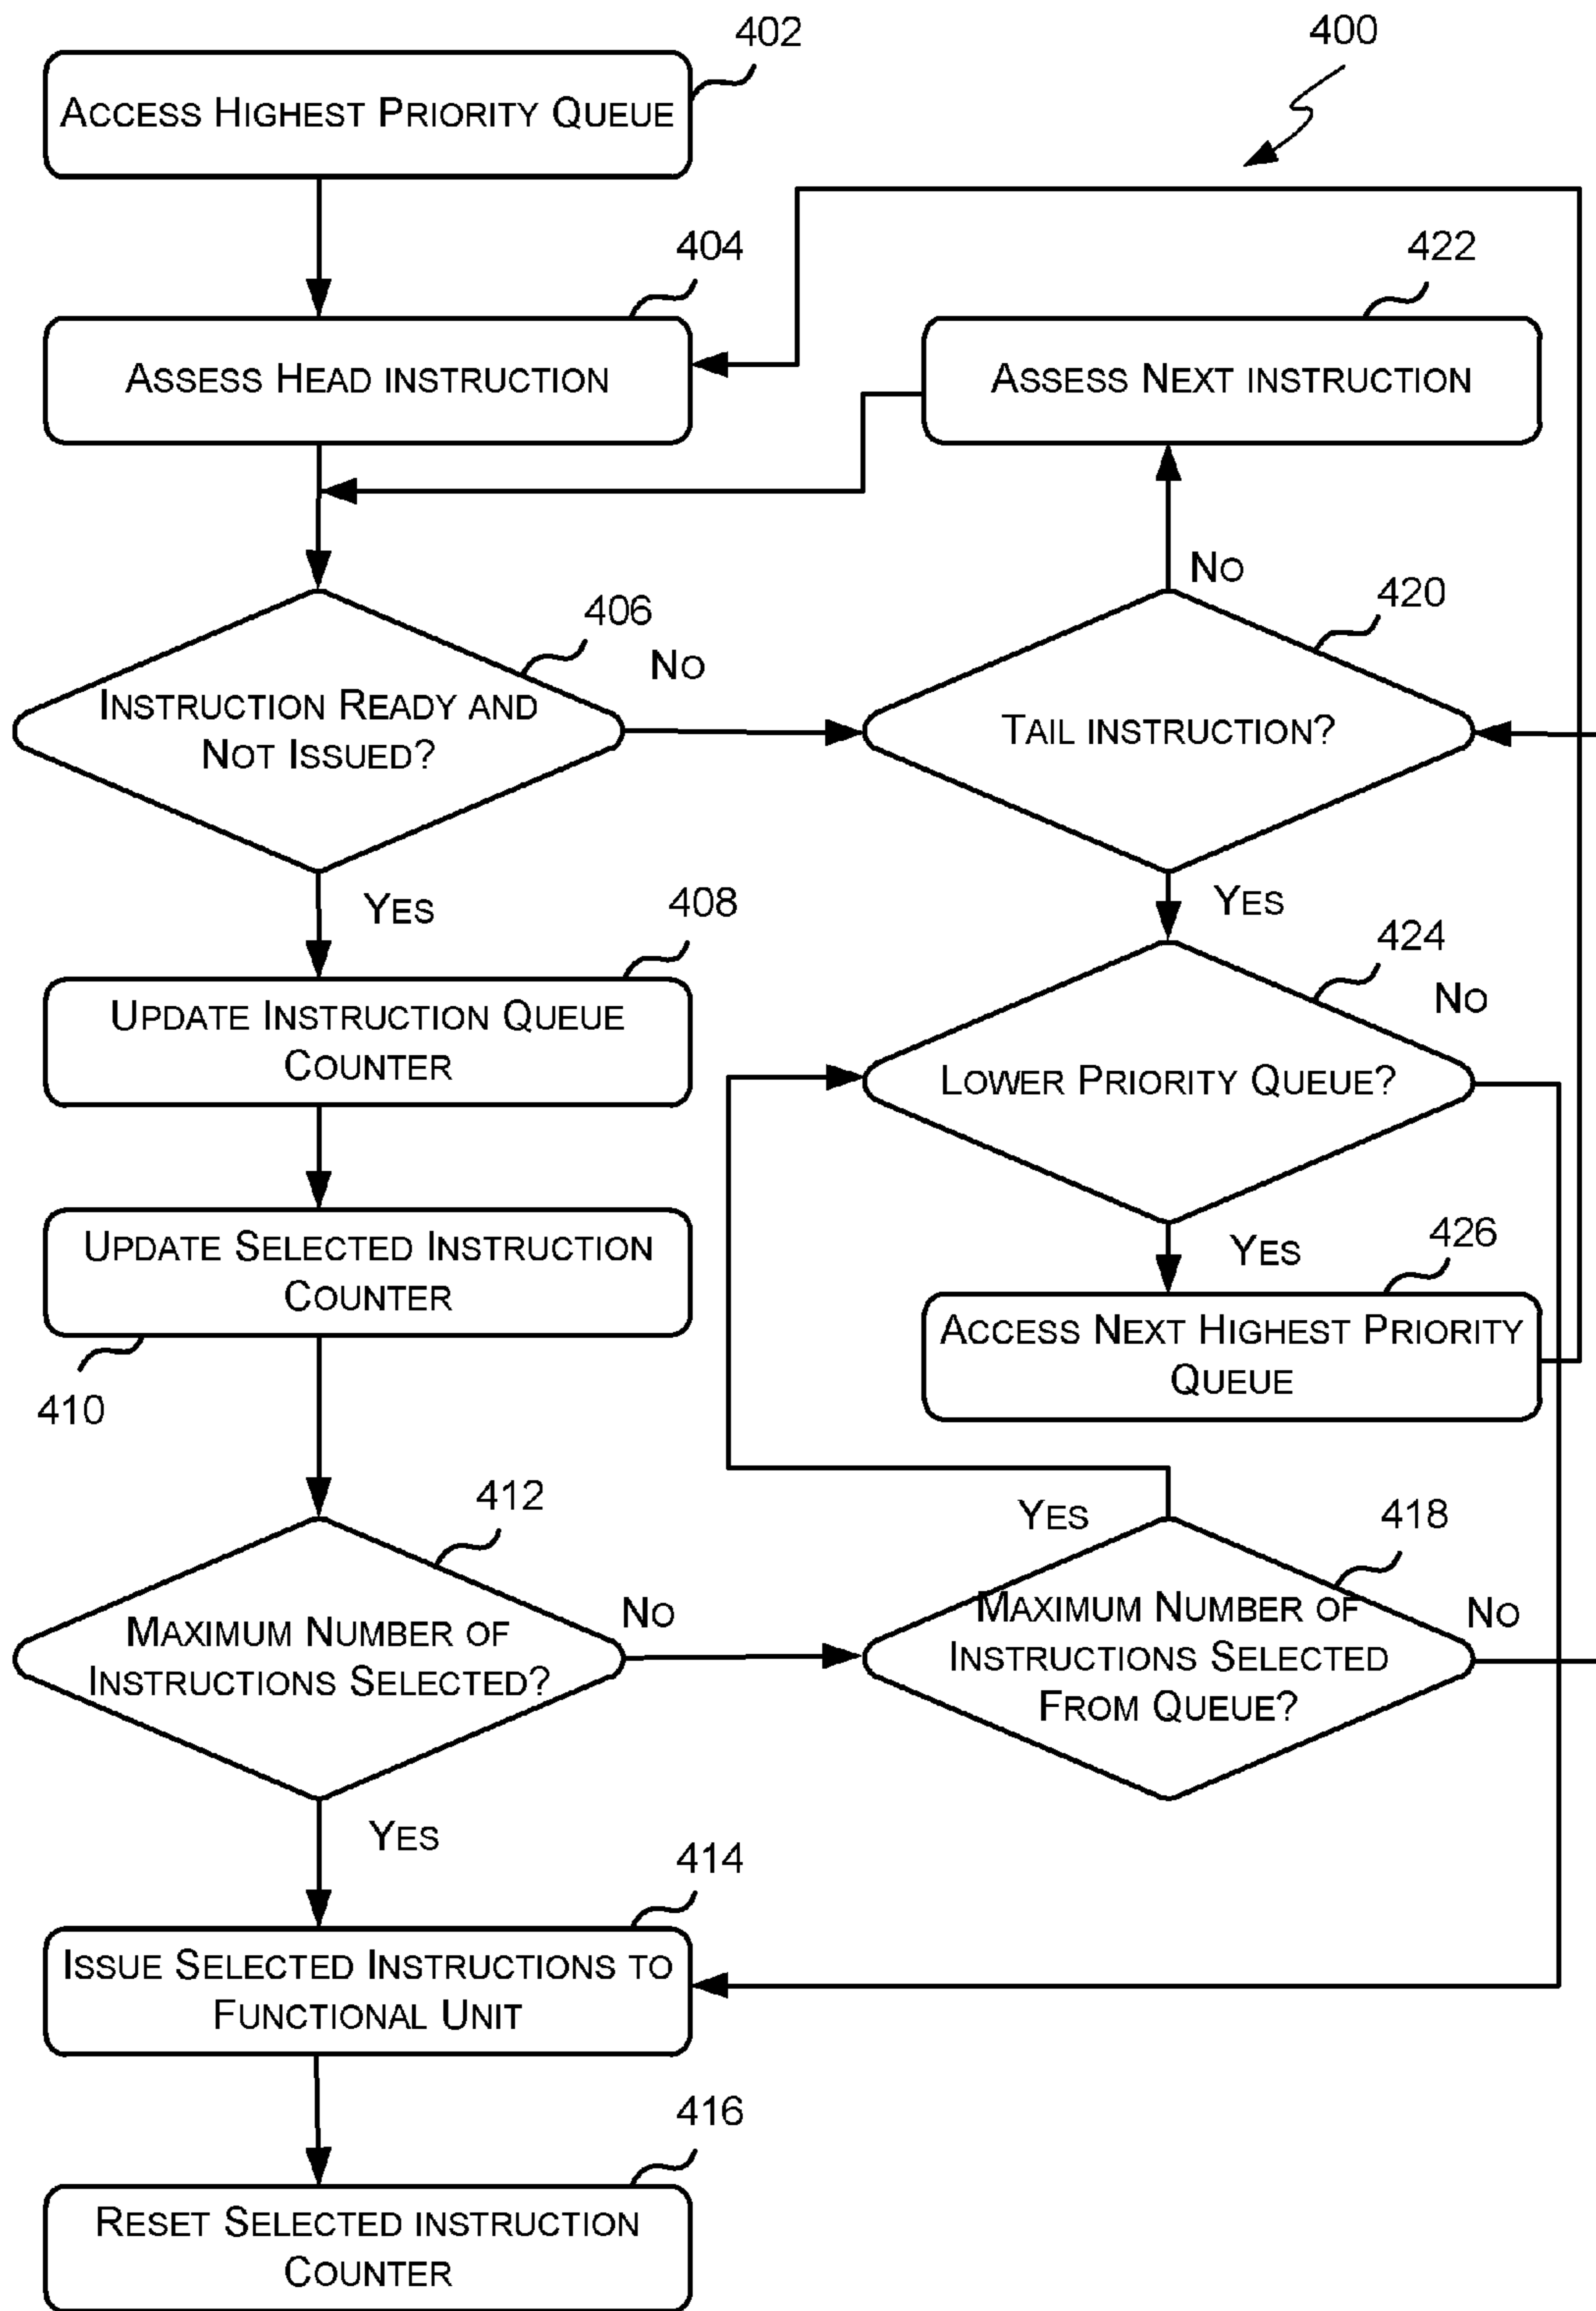 402
400
ACCESS HIGHEST PRIORITY QUEUE
404
422
ASSESS HEAD INSTRUCTION
ASSESS NEXT INSTRUCTION
406
NO
NO
420
INSTRUCTION READY AND
NOT ISSUED?
TAIL INSTRUCTION?
YES
408
YES
424
NO
UPDATE INSTRUCTION QUEUE
COUNTER
LOWER PRIORITY QUEUE?
UPDATE SELECTED INSTRUCTION
COUNTER
410
YES
426
ACCESS NEXT HIGHEST PRIORITY
QUEUE
412
YES
418
NO
NO
MAXIMUM NUMBER OF
INSTRUCTIONS SELECTED?
MAXIMUM NUMBER OF
INSTRUCTIONS SELECTED
FROM QUEUE?
YES
414
ISSUE SELECTED INSTRUCTIONS TO
FUNCTIONAL UNIT
416
RESET SELECTED INSTRUCTION
COUNTER